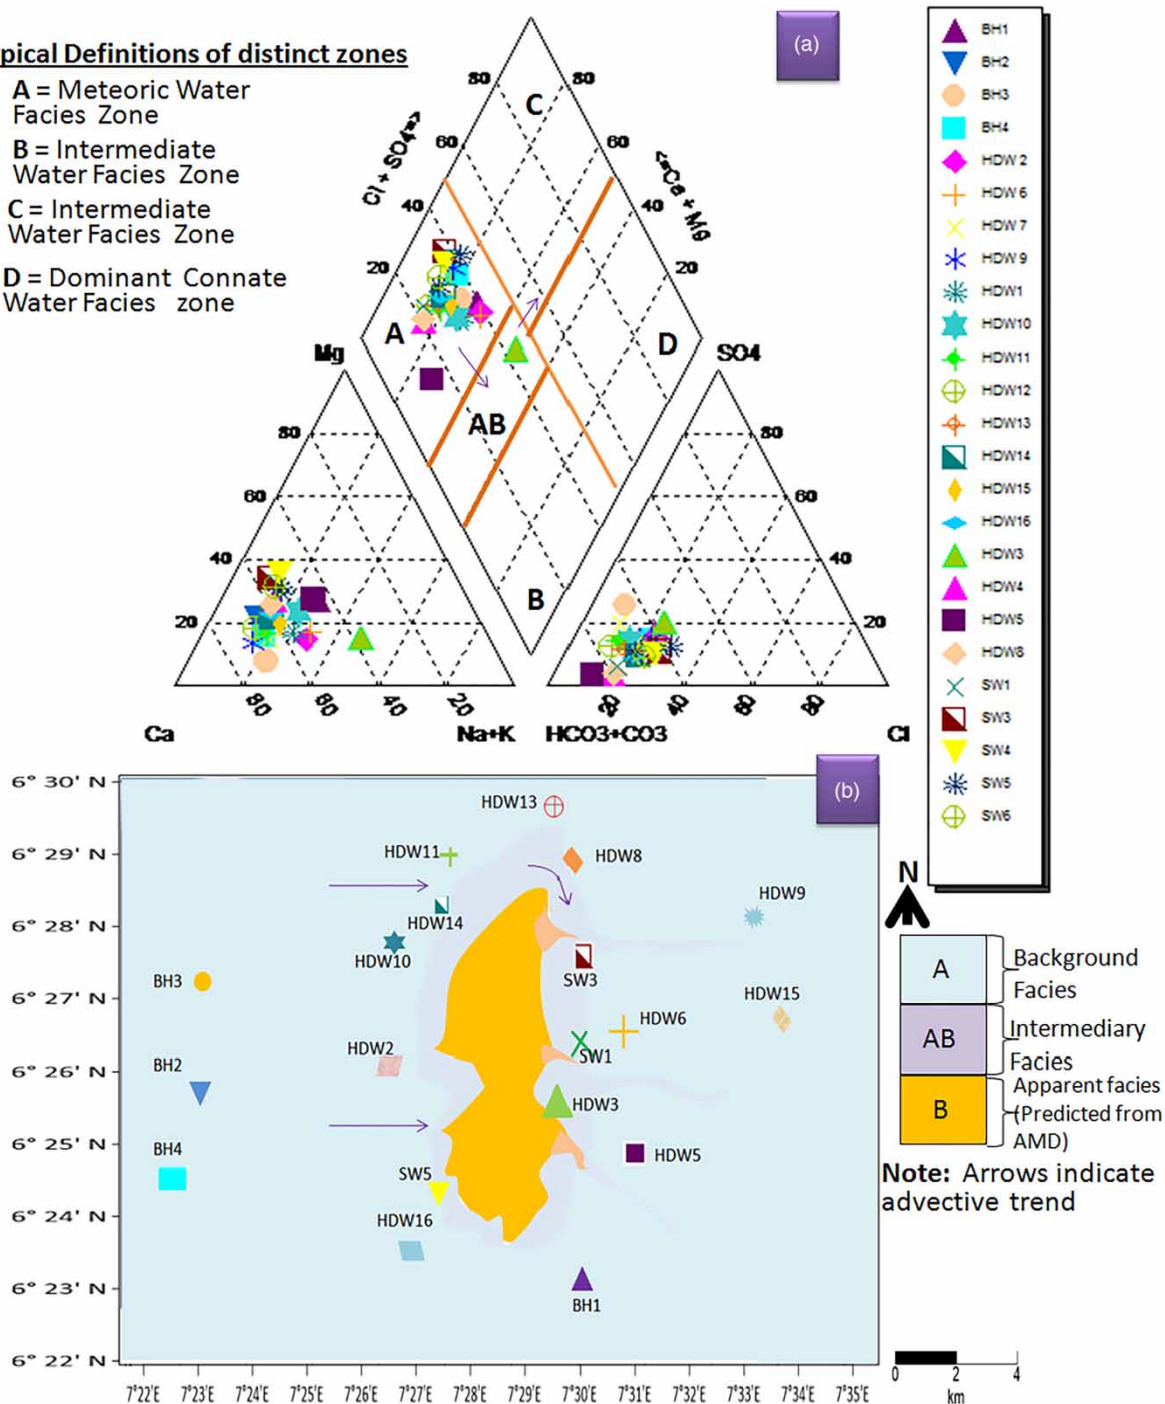 pical Definitions of distinct zones
A = Meteoric Water
Facies Zone
B = Intermediate
Water Facies Zone
C = Intermediate
Water Facies Zone
D = Dominant Connate
Water Facies zone
(a)
80 80
C
60 60
Cl + SO4=>
<=Ca + Mg
40 40
20 20
A
D
Mg
SO4
AB
80 80
60 60
40 40
B
20 20
80 60 40 20
20 40 60 80
Ca
Na+K
HCO3+CO3
Cl
BH1
BH2
BH3
BH4
HDW 2
HDW 6
HDW 7
HDW 9
HDW1
HDW10
HDW11
HDW12
HDW13
HDW14
HDW15
HDW16
HDW3
HDW4
HDW5
HDW8
SW1
SW3
SW4
SW5
SW6
(b)
6° 30' N
6° 29' N
6° 28' N
6° 27' N
6° 26' N
6° 25' N
6° 24' N
6° 23' N
6° 22' N
HDW13
HDW11
HDW8
HDW9
HDW14
HDW10
BH3
SW3
HDW15
HDW6
HDW2
SW1
BH2
HDW3
BH4
HDW5
SW5
HDW16
BH1
7°22E 7°23'E 7°24'E 7°25'E 7°26'E 7°27'E 7°28'E 7°29'E 7°30'E 7°31'E 7°32'E 7°33'E 7°34'E 7°35'E
N
A
Background
Facies
AB
Intermediary
Facies
B
Apparent facies
(Predicted from
AMD)
Note: Arrows indicate
advective trend
0 2 4
km